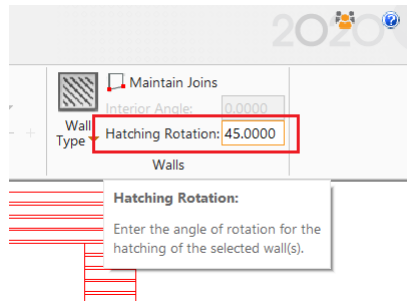 2020
Maintain Joins
Interior Angle: 0.0000
Wall Type
Hatching Rotation: 45.0000
Walls
Hatching Rotation:
Enter the angle of rotation for the
hatching of the selected wall(s).